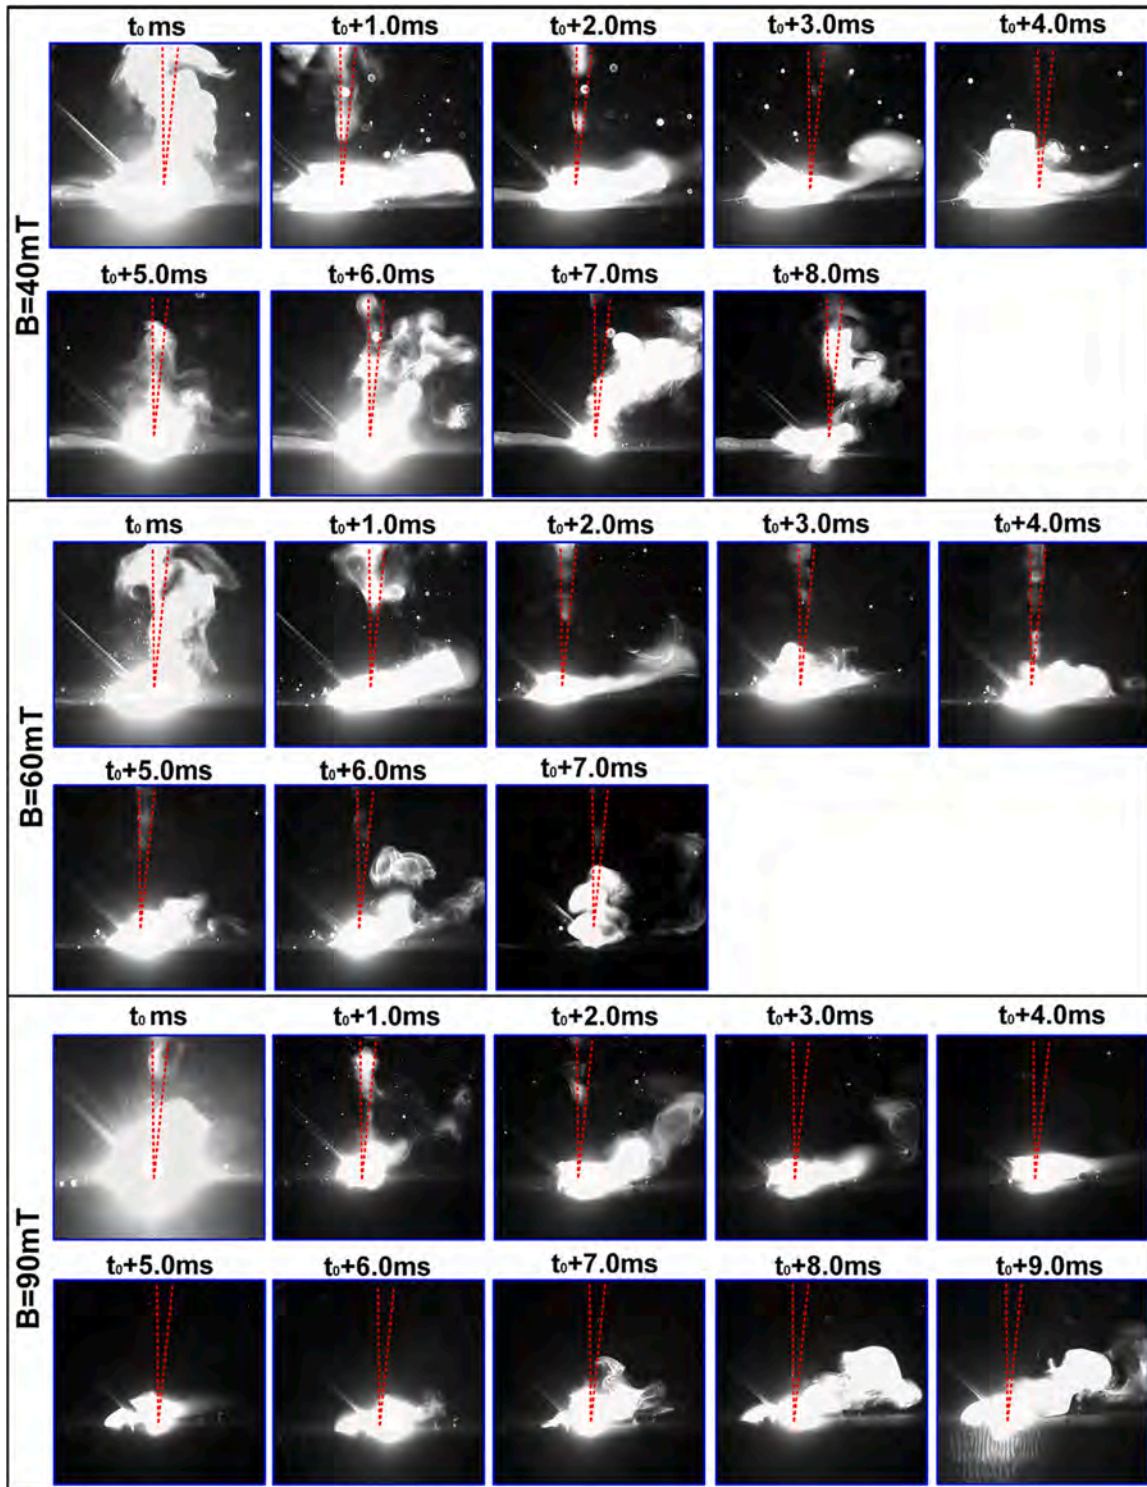 B=40mT
t₀ ms t₀+1.0ms t₀+2.0ms t₀+3.0ms t₀+4.0ms
t₀+5.0ms t₀+6.0ms t₀+7.0ms t₀+8.0ms
B=60mT
t₀ ms t₀+1.0ms t₀+2.0ms t₀+3.0ms t₀+4.0ms
t₀+5.0ms t₀+6.0ms t₀+7.0ms
B=90mT
t₀ ms t₀+1.0ms t₀+2.0ms t₀+3.0ms t₀+4.0ms
t₀+5.0ms t₀+6.0ms t₀+7.0ms t₀+8.0ms t₀+9.0ms